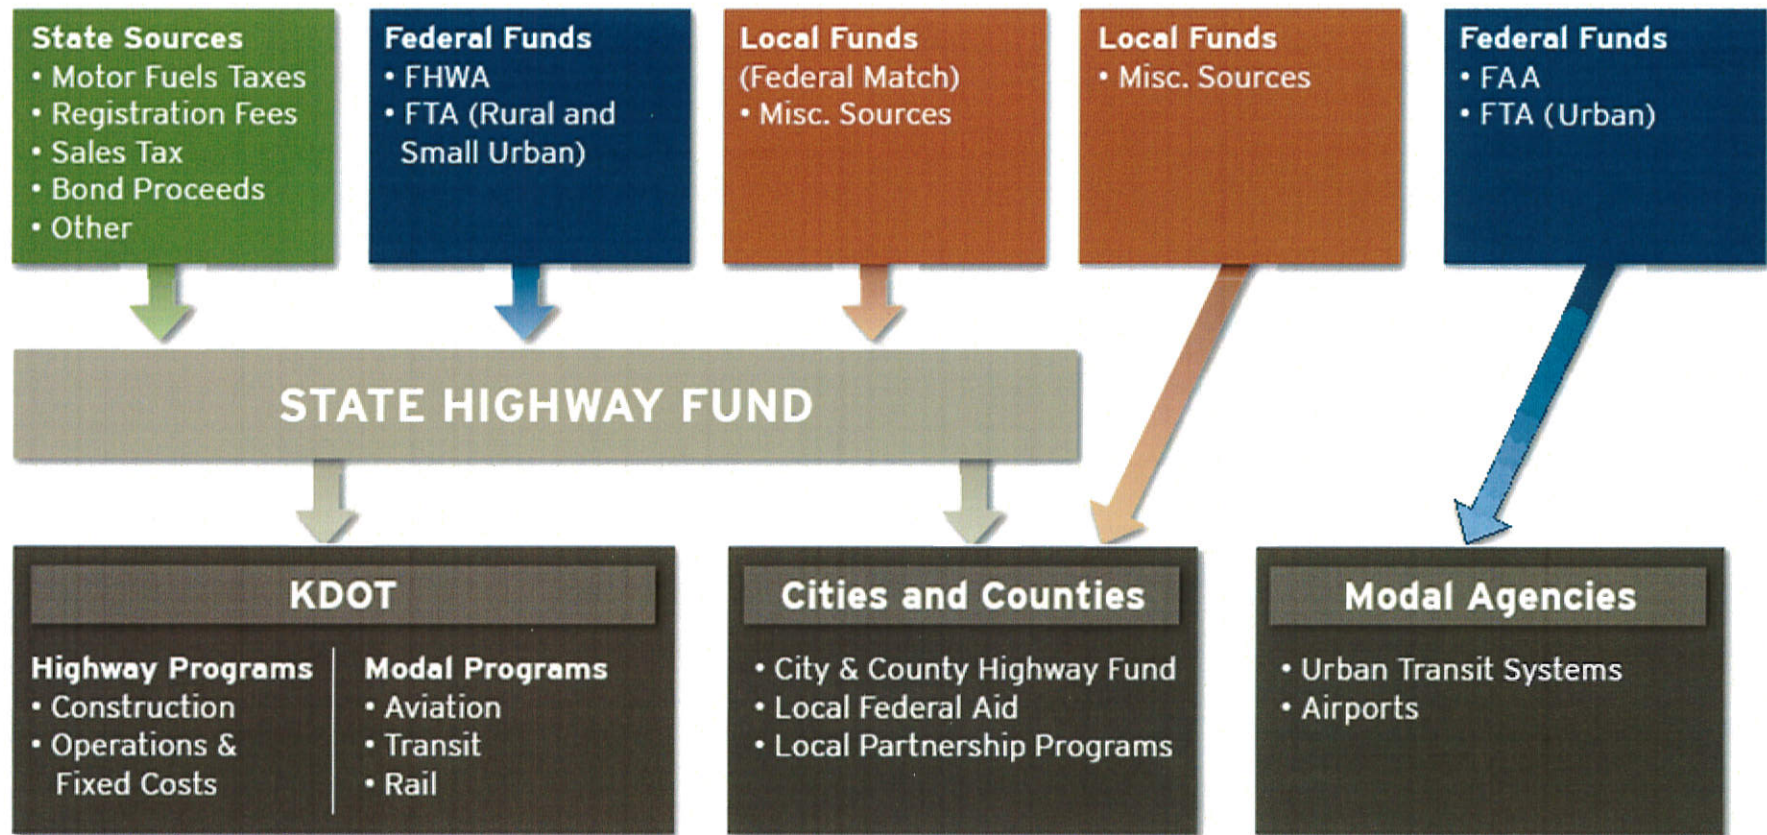 State Sources
• Motor Fuels Taxes
• Registration Fees
• Sales Tax
• Bond Proceeds
• Other
Federal Funds
• FHWA
• FTA (Rural and
Small Urban)
Local Funds
(Federal Match)
• Misc. Sources
Local Funds
• Misc. Sources
Federal Funds
• FAA
• FTA (Urban)
STATE HIGHWAY FUND
KDOT
Highway Programs
• Construction
• Operations &
Fixed Costs
Modal Programs
• Aviation
• Transit
• Rail
Cities and Counties
• City & County Highway Fund
• Local Federal Aid
• Local Partnership Programs
Modal Agencies
• Urban Transit Systems
• Airports